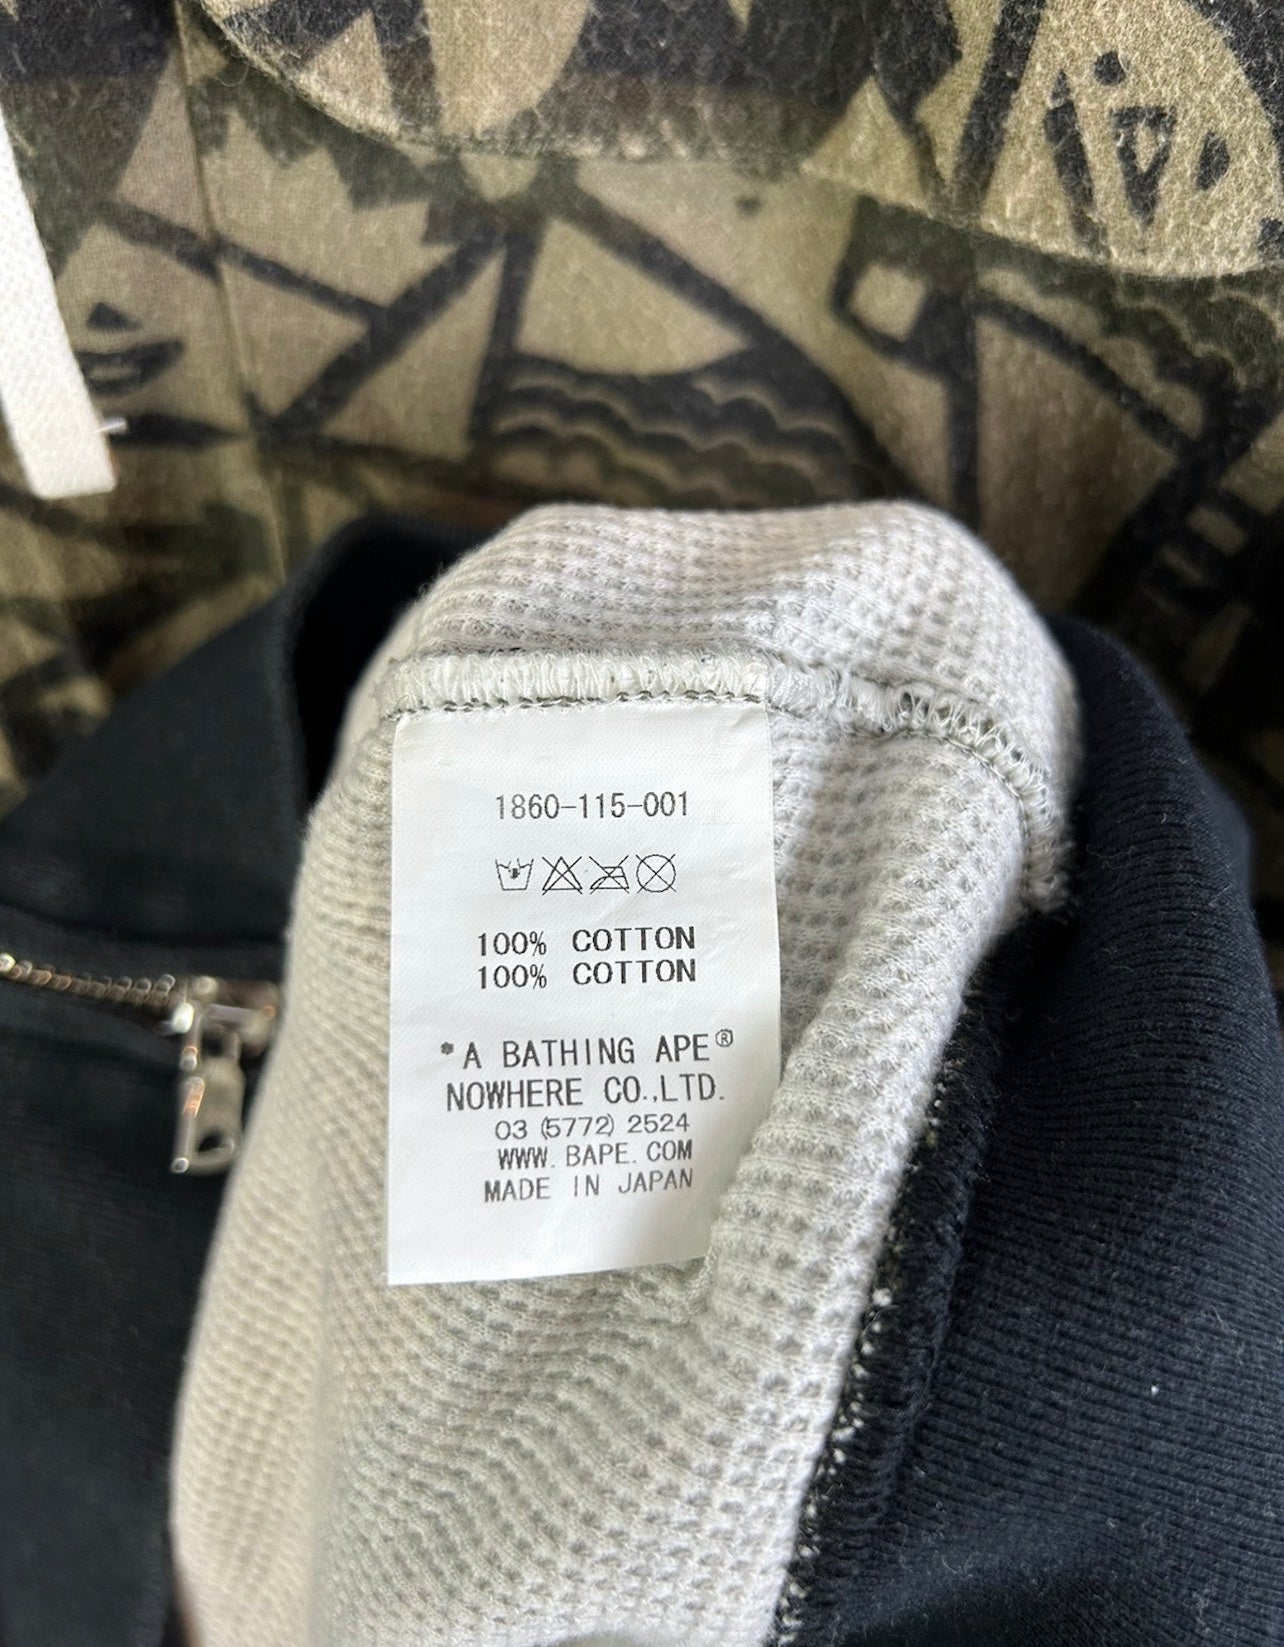 1860-115-001
100% COTTON
100% COTTON
*A BATHING APE®
NOWHERE CO.,LTD.
03 (5772) 2524
WWW.BAPE.COM
MADE IN JAPAN